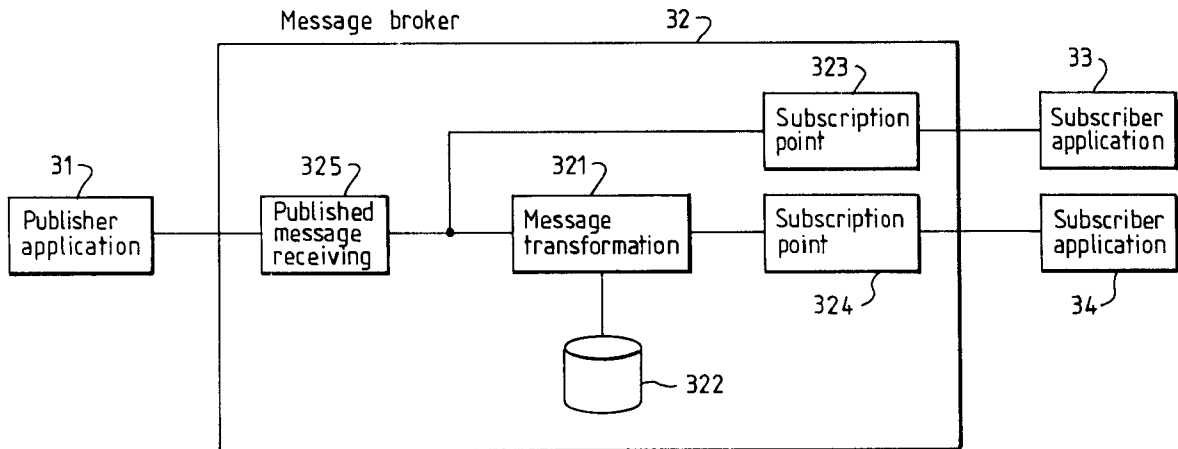 Message broker
32
323
Subscription
point
33
Subscriber
application
31
Publisher
application
325
Published
message
receiving
321
Message
transformation
Subscription
point
324
Subscriber
application
34
322